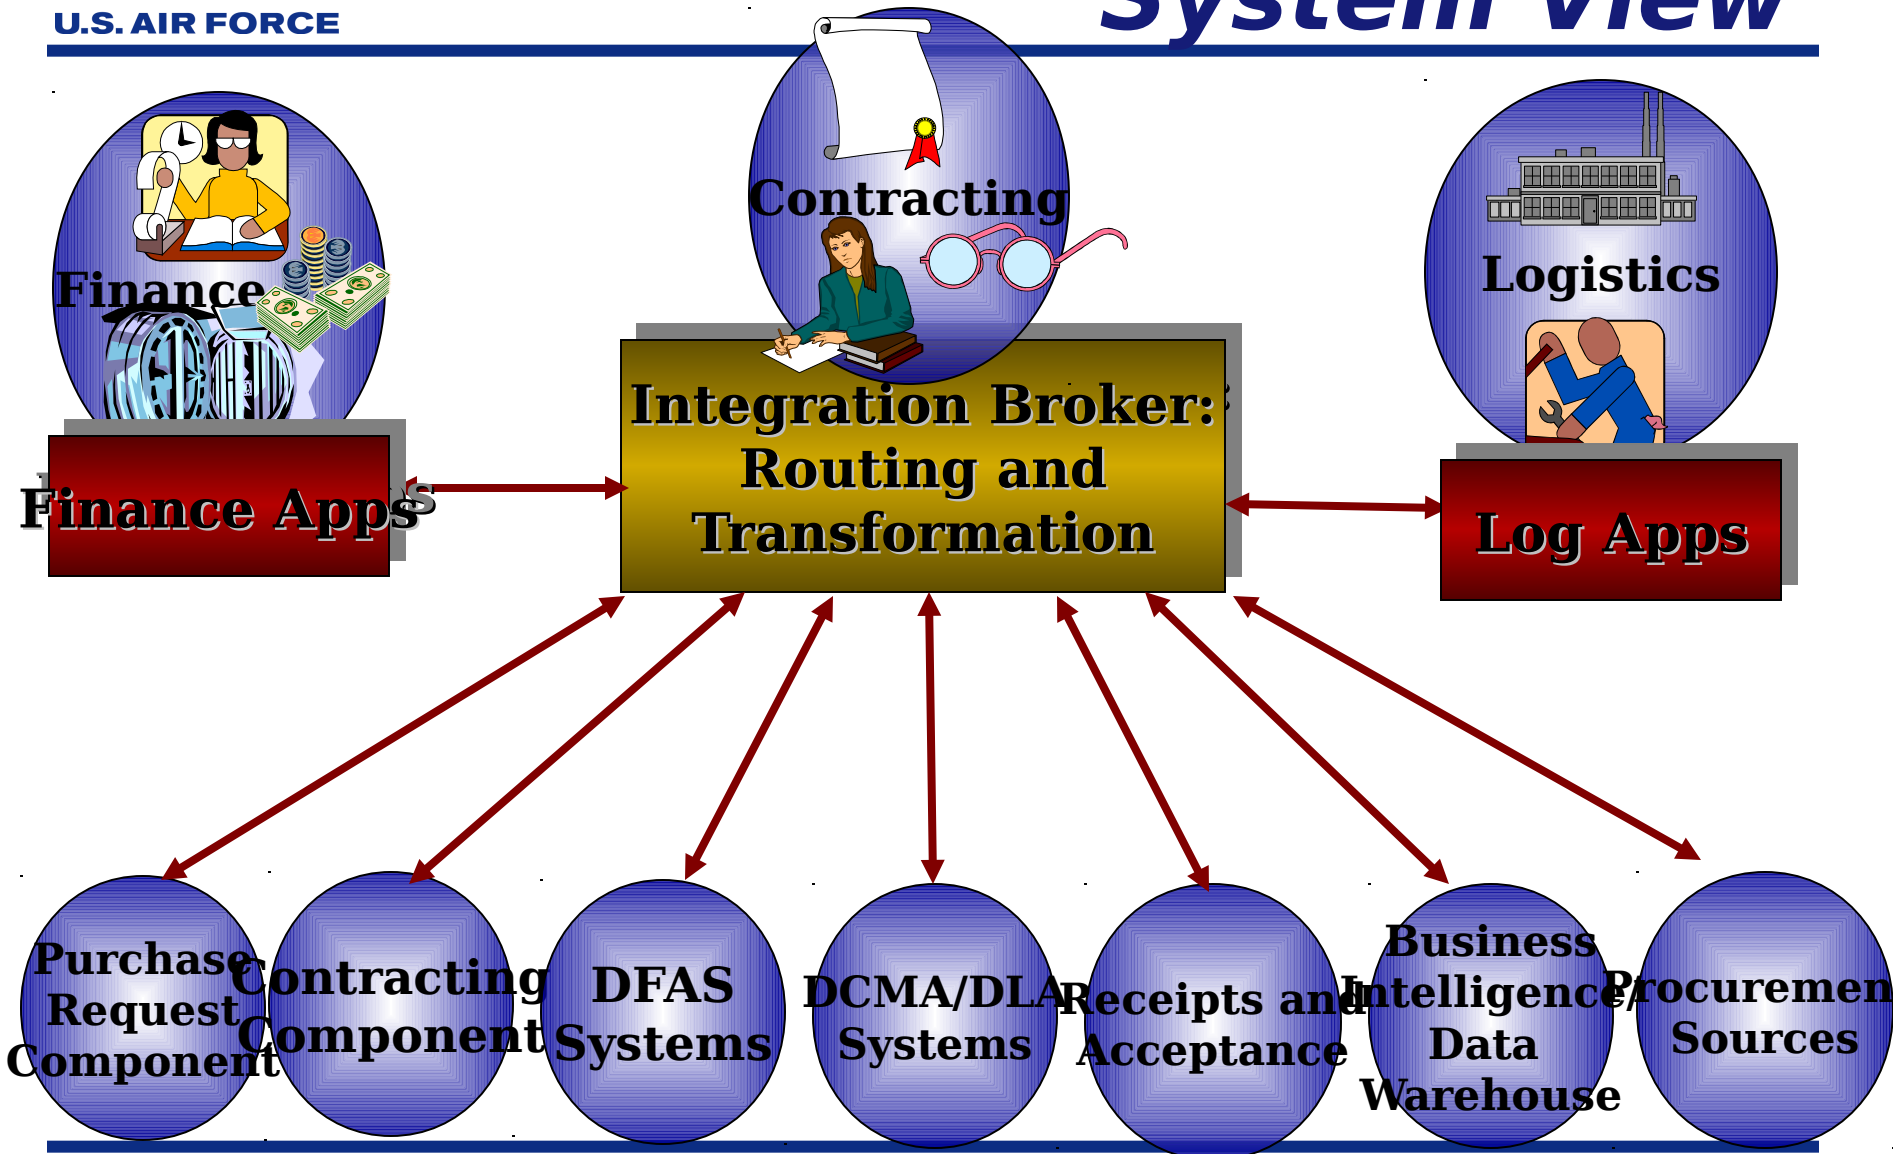 U.S. AIR FORCE
System View
Contracting
Finance
Logistics
Integration Broker:
Routing and
Transformation
Finance Apps
Log Apps
Purchase
Request
Component
Contracting
Component
DFAS
Systems
DCMA/DLA
Systems
Receipts and
Acceptance
Business
Intelligence/
Data
Warehouse
Procuremen
Sources